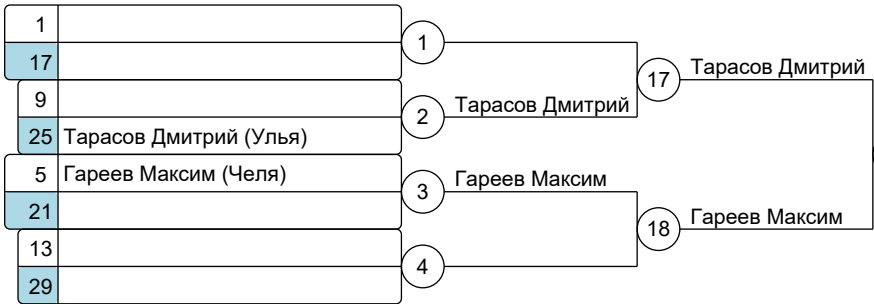 1
17
1
9
25 Тарасов Дмитрий (Улья)
2 Тарасов Дмитрий
17 Тарасов Дмитрий
5 Гареев Максим (Челя)
21
3 Гареев Максим
13
29
4
18 Гареев Максим